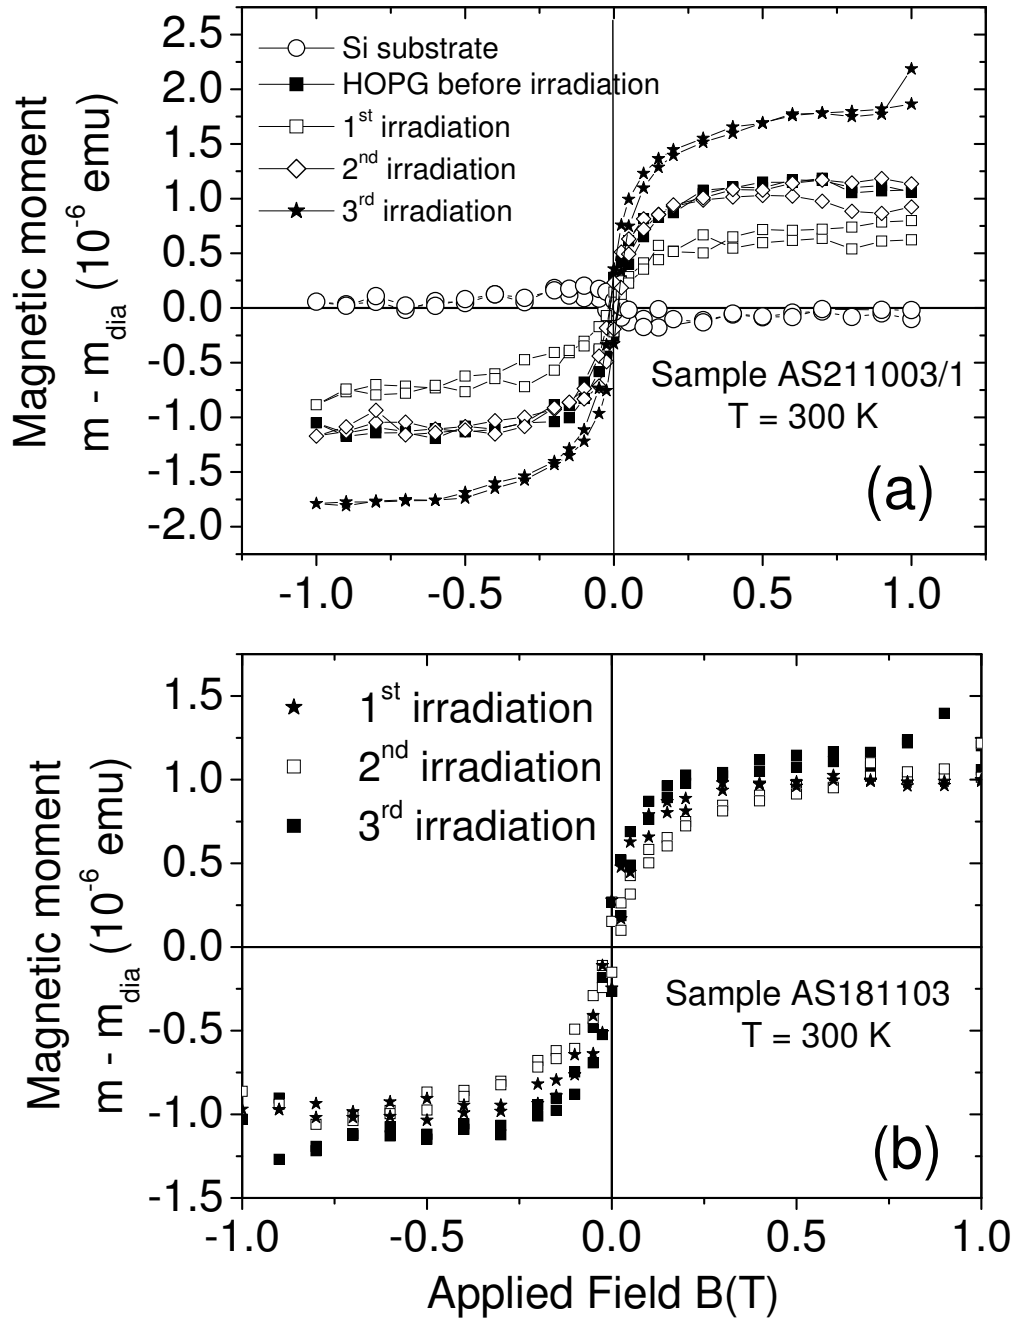 Magnetic moment
m - m_dia (10^-6 emu)
2.5
2.0
1.5
1.0
0.5
0.0
-0.5
-1.0
-1.5
-2.0
Si substrate
HOPG before irradiation
1st irradiation
2nd irradiation
3rd irradiation
Sample AS211003/1
T = 300 K
(a)
-1.0 -0.5 0.0 0.5 1.0
Magnetic moment
m - m_dia (10^-6 emu)
1.5
1.0
0.5
0.0
-0.5
-1.0
-1.5
1st irradiation
2nd irradiation
3rd irradiation
Sample AS181103
T = 300 K
(b)
-1.0 -0.5 0.0 0.5 1.0
Applied Field B(T)